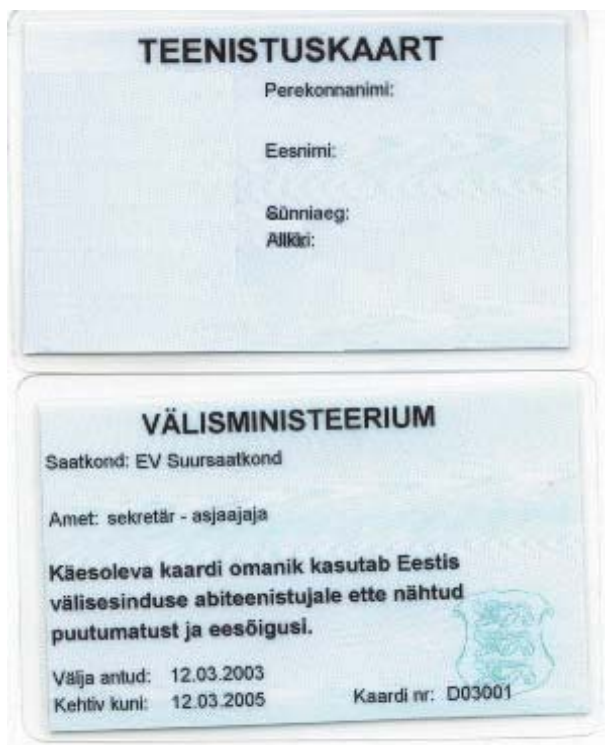 TEENISTUSKAART
Perekonnanimi:
Eesnimi:
Sünniaeg:
Allkiri:
VÄLISMINISTEERIUM
Saatkond: EV Suursaatkond
Amet: sekretär - asjaajaja
Käesoleva kaardi omanik kasutab Eestis
välisesinduse abiteenistujale ette nähtud
puutumatust ja eesõigusi.
Välja antud: 12.03.2003
Kehtiv kuni: 12.03.2005 Kaardi nr: D03001